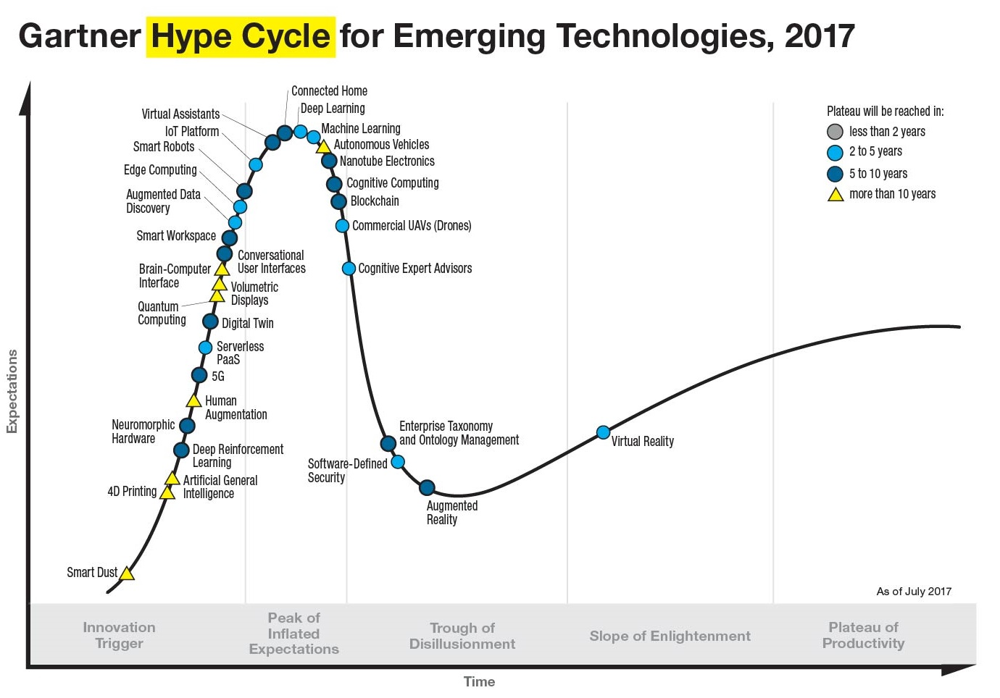 Gartner Hype Cycle for Emerging Technologies, 2017
Connected Home
Deep Learning
Virtual Assistants
IoT Platform
Machine Learning
Smart Robots
Autonomous Vehicles
Nanotube Electronics
Edge Computing
Cognitive Computing
Augmented Data
Discovery
Blockchain
Commercial UAVs (Drones)
Smart Workspace
Conversational
User Interfaces
Brain-Computer
Interface
Cognitive Expert Advisors
Volumetric
Displays
Quantum
Computing
Digital Twin
Serverless
PaaS
5G
Human
Augmentation
Neuromorphic
Hardware
Deep Reinforcement
Learning
Artificial General
Intelligence
4D Printing
Smart Dust
Enterprise Taxonomy
and Ontology Management
Software-Defined
Security
Augmented
Reality
Virtual Reality
Plateau will be reached in:
less than 2 years
2 to 5 years
5 to 10 years
more than 10 years
As of July 2017
Expectations
Innovation
Trigger
Peak of
Inflated
Expectations
Trough of
Disillusionment
Slope of Enlightenment
Plateau of
Productivity
Time